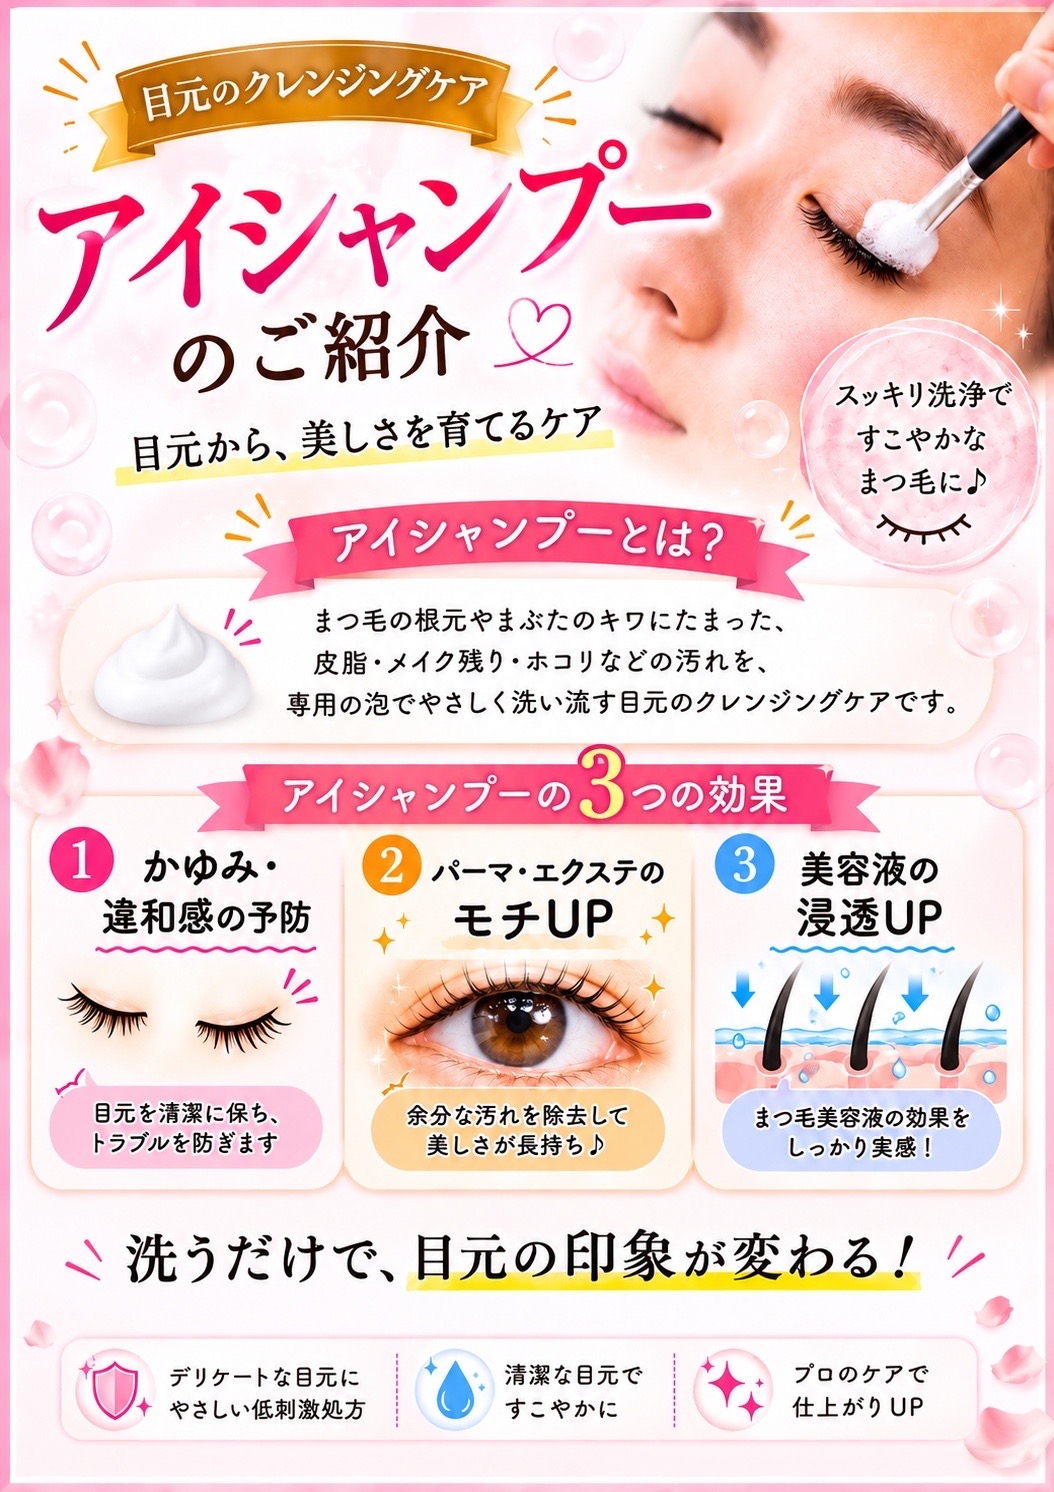 目元のクレンジングケア
アイシャンプー
のご紹介
目元から、美しさを育てるケア
スッキリ洗浄で
すこやかな
まつ毛に♪
アイシャンプーとは？
まつ毛の根元やまぶたのキワにたまった、
皮脂・メイク残り・ホコリなどの汚れを、
専用の泡でやさしく洗い流す目元のクレンジングケアです。
アイシャンプーの3つの効果
1 かゆみ・
違和感の予防
目元を清潔に保ち、
トラブルを防ぎます
2 パーマ・エクステの
モチUP
余分な汚れを除去して
美しさが長持ち♪
3 美容液の
浸透UP
まつ毛美容液の効果を
しっかり実感！
洗うだけで、目元の印象が変わる！
デリケートな目元に
やさしい低刺激処方
清潔な目元で
すこやかに
プロのケアで
仕上がりUP